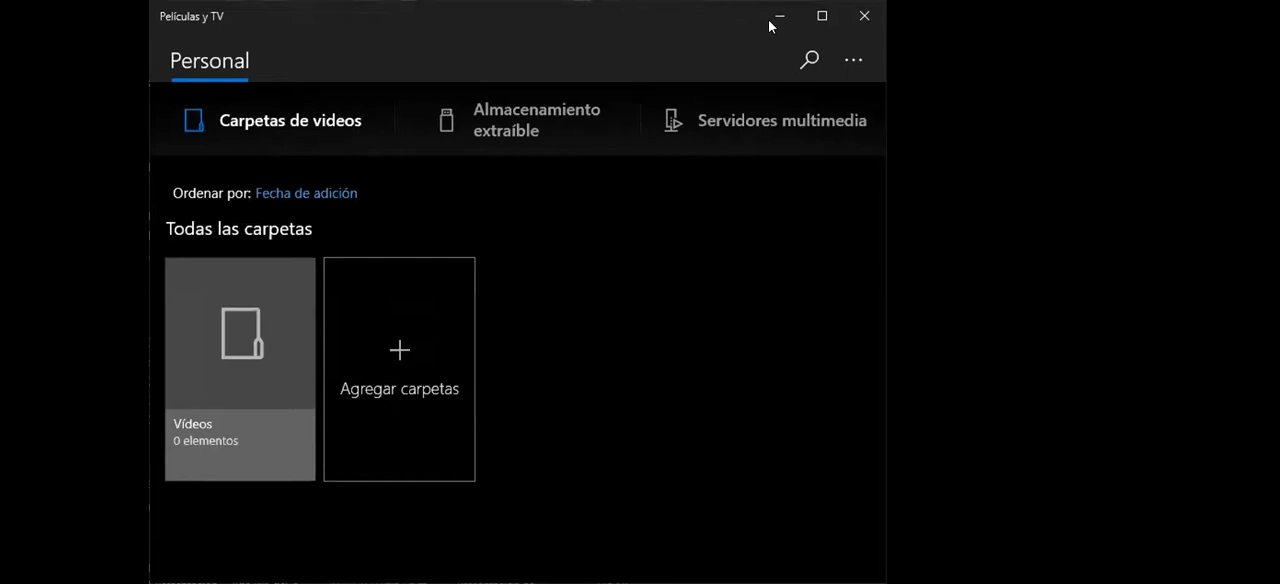 Películas y TV
Personal
Carpetas de videos
Almacenamiento
extraíble
Servidores multimedia
Ordenar por: Fecha de adición
Todas las carpetas
Agregar carpetas
Vídeos
0 elementos